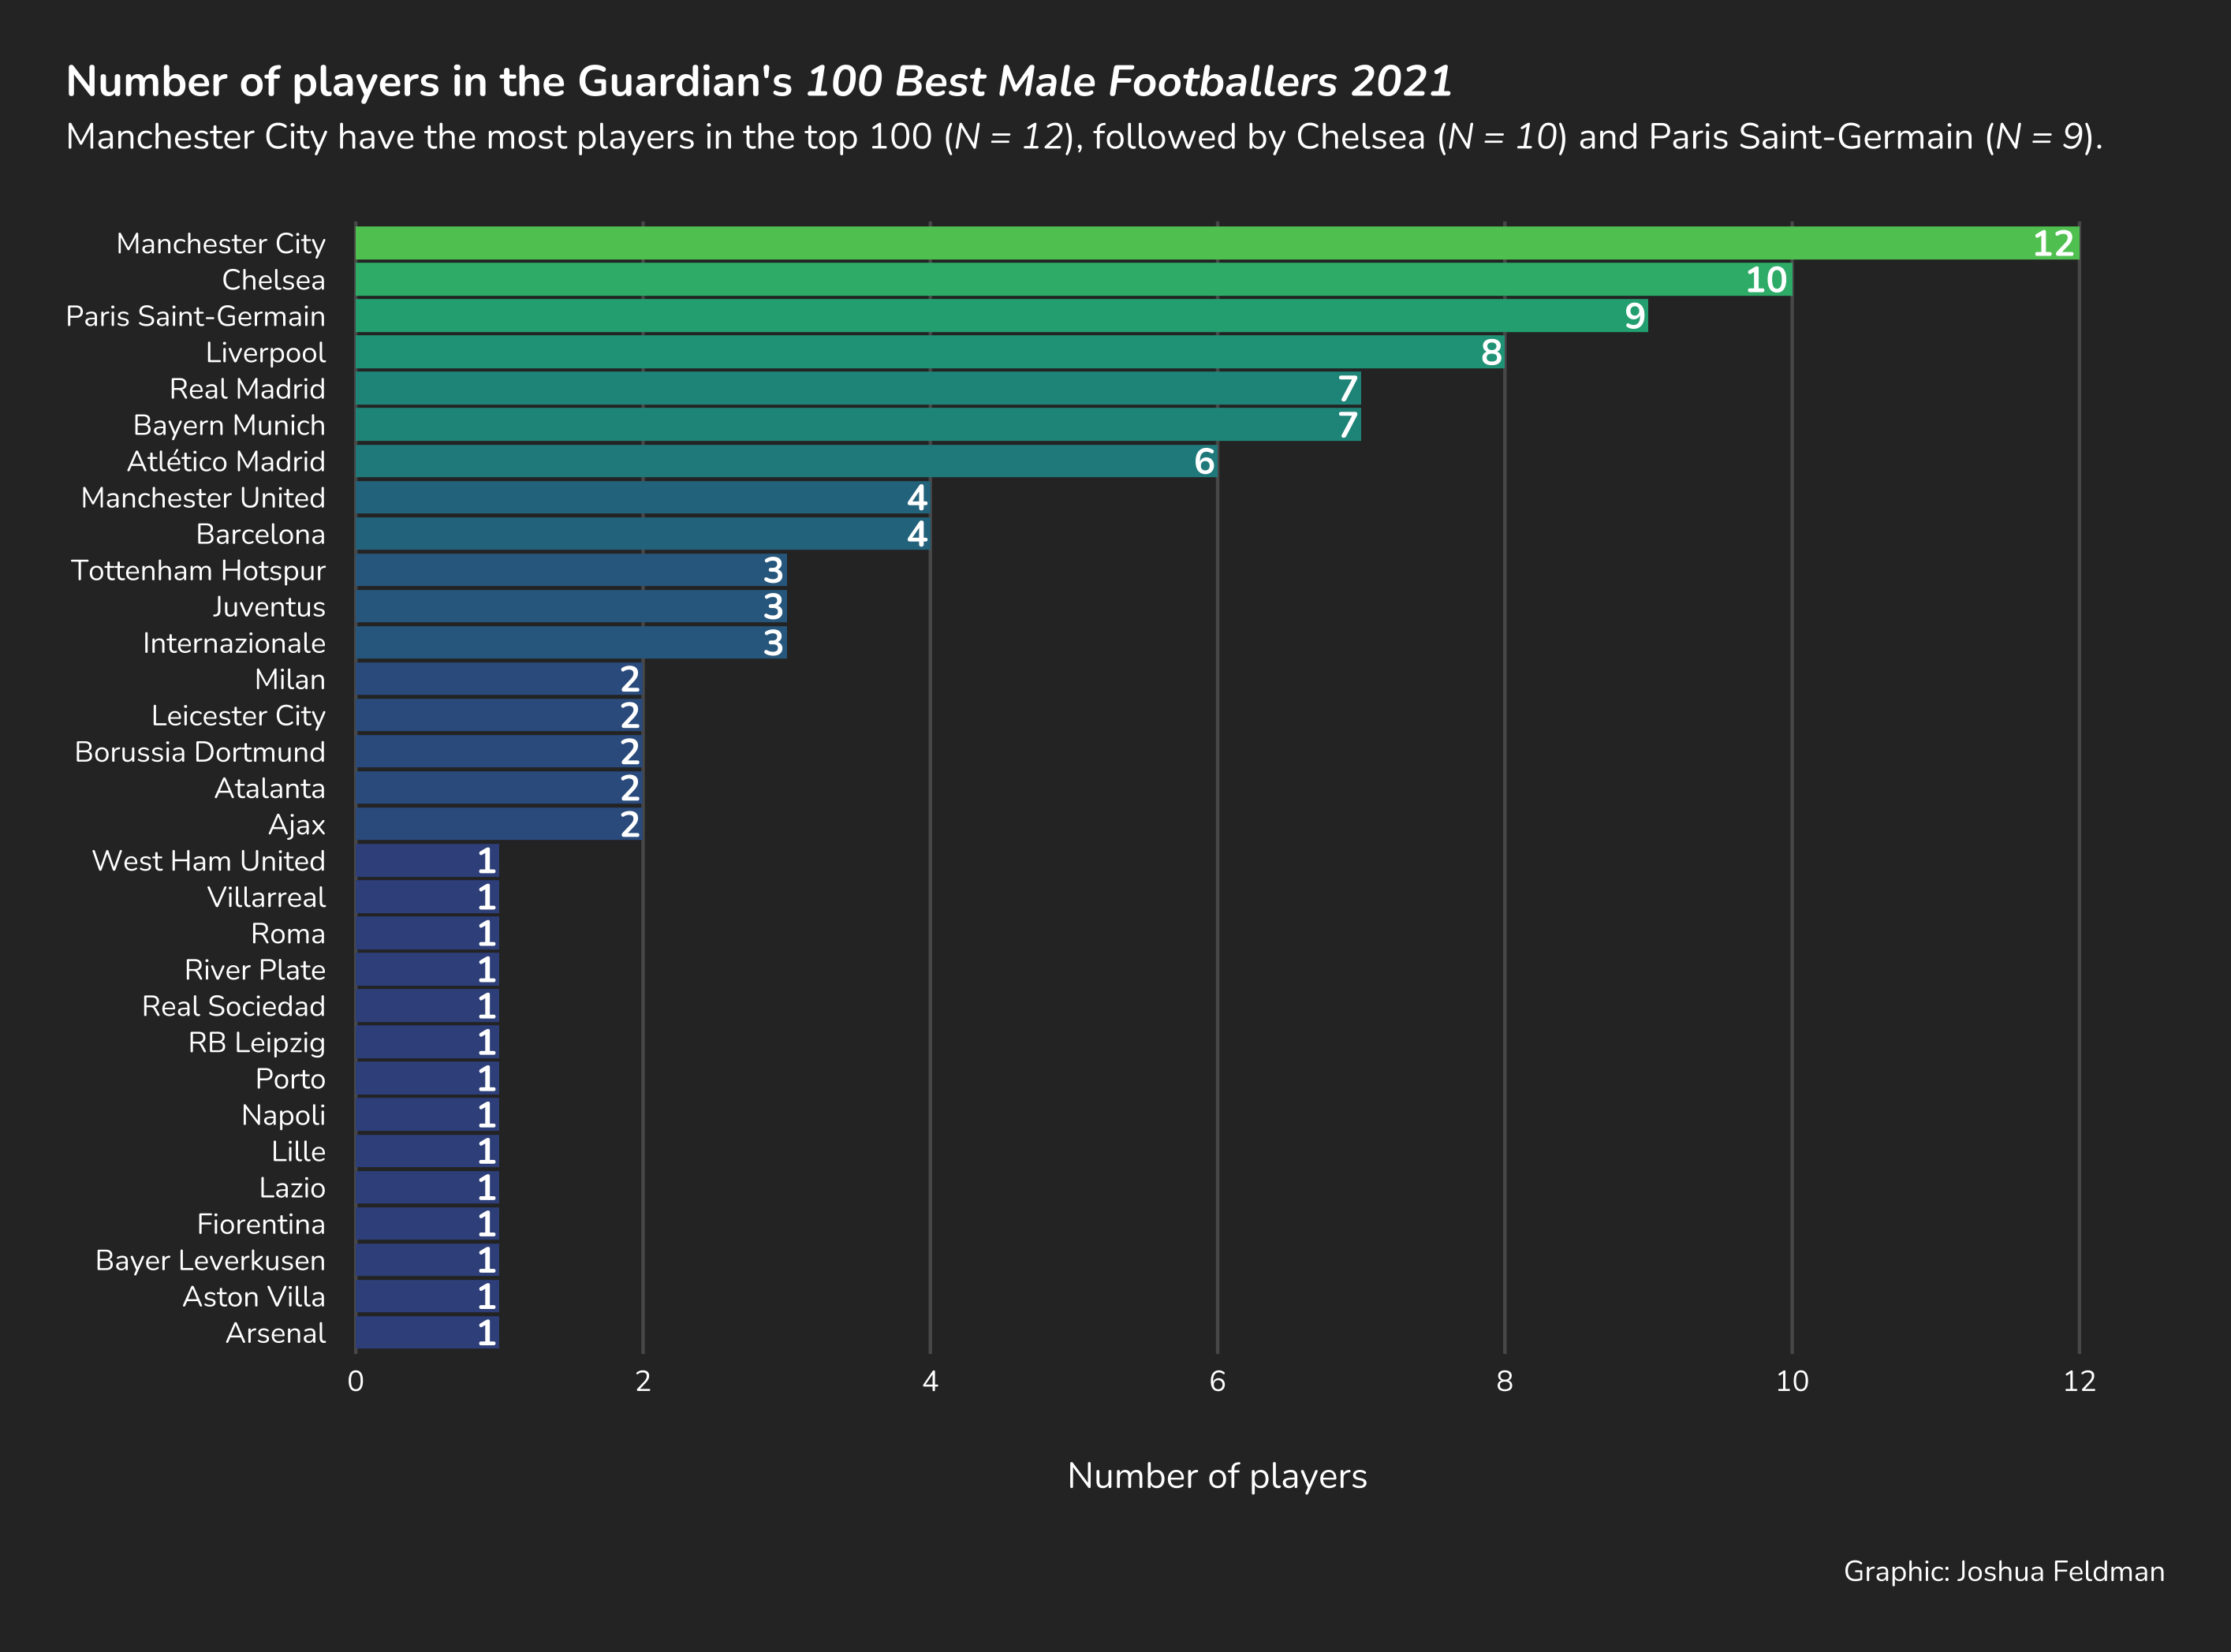 Number of players in the Guardian's 100 Best Male Footballers 2021
Manchester City have the most players in the top 100 (N = 12), followed by Chelsea (N = 10) and Paris Saint-Germain (N = 9).
Manchester City 12
Chelsea 10
Paris Saint-Germain 9
Liverpool 8
Real Madrid 7
Bayern Munich 7
Atlético Madrid 6
Manchester United 4
Barcelona 4
Tottenham Hotspur 3
Juventus 3
Internazionale 3
Milan 2
Leicester City 2
Borussia Dortmund 2
Atalanta 2
Ajax 2
West Ham United 1
Villarreal 1
Roma 1
River Plate 1
Real Sociedad 1
RB Leipzig 1
Porto 1
Napoli 1
Lille 1
Lazio 1
Fiorentina 1
Bayer Leverkusen 1
Aston Villa 1
Arsenal 1
0 2 4 6 8 10 12
Number of players
Graphic: Joshua Feldman